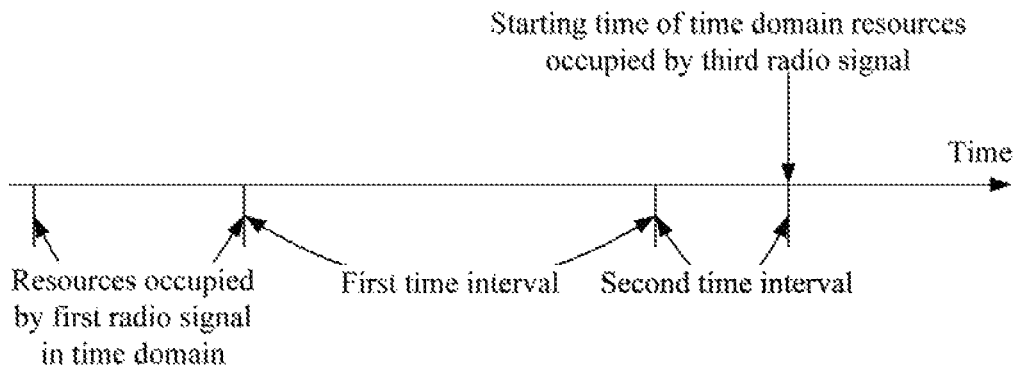 Starting time of time domain resources
occupied by third radio signal
Time
Resources occupied
by first radio signal
in time domain
First time interval
Second time interval